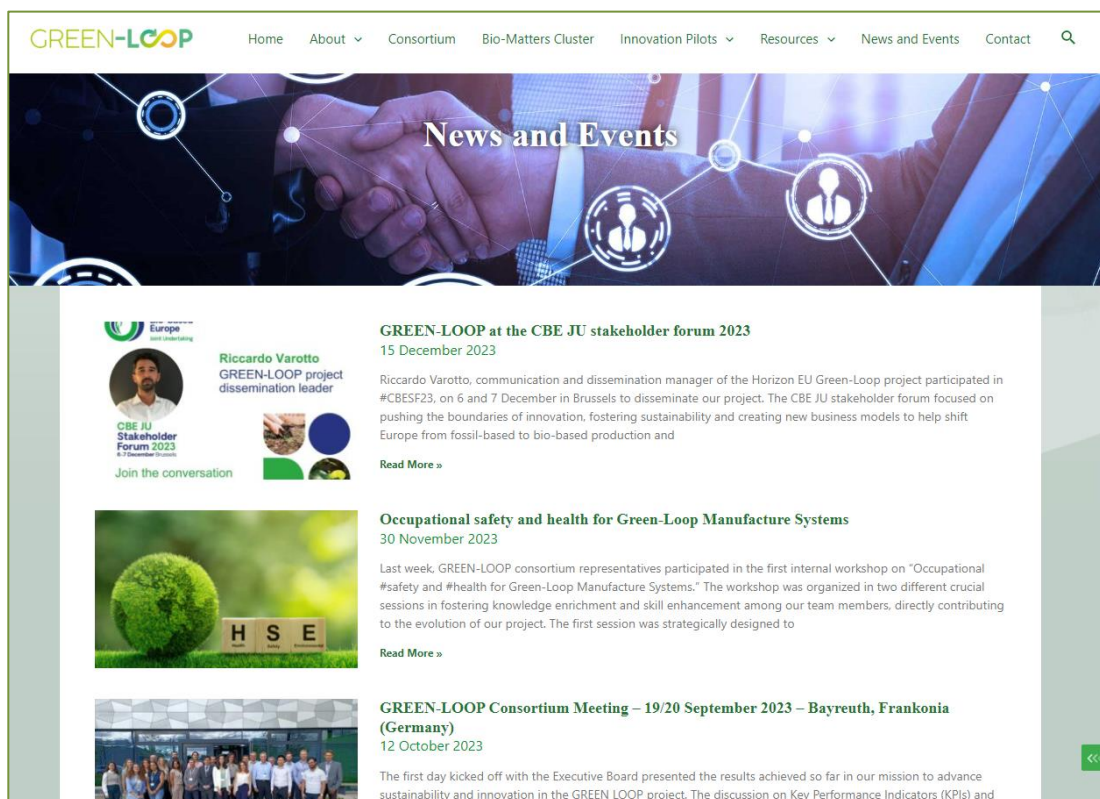 GREEN-LOOP
Home About Consortium Bio-Matters Cluster Innovation Pilots Resources News and Events Contact
News and Events
Europe
Joint Undertaking
Riccardo Varotto
GREEN-LOOP project
dissemination leader
CBE JU
Stakeholder
Forum 2023
6-7 December Brussels
Join the conversation
GREEN-LOOP at the CBE JU stakeholder forum 2023
15 December 2023
Riccardo Varotto, communication and dissemination manager of the Horizon EU Green-Loop project participated in
#CBESF23, on 6 and 7 December in Brussels to disseminate our project. The CBE JU stakeholder forum focused on
pushing the boundaries of innovation, fostering sustainability and creating new business models to help shift
Europe from fossil-based to bio-based production and
Read More »
H S E
Health Safety Environmental
Occupational safety and health for Green-Loop Manufacture Systems
30 November 2023
Last week, GREEN-LOOP consortium representatives participated in the first internal workshop on "Occupational
#safety and #health for Green-Loop Manufacture Systems." The workshop was organized in two different crucial
sessions in fostering knowledge enrichment and skill enhancement among our team members, directly contributing
to the evolution of our project. The first session was strategically designed to
Read More »
GREEN-LOOP Consortium Meeting – 19/20 September 2023 – Bayreuth, Frankonia
(Germany)
12 October 2023
The first day kicked off with the Executive Board presented the results achieved so far in our mission to advance
sustainability and innovation in the GREEN LOOP project. The discussion on Key Performance Indicators (KPIs) and